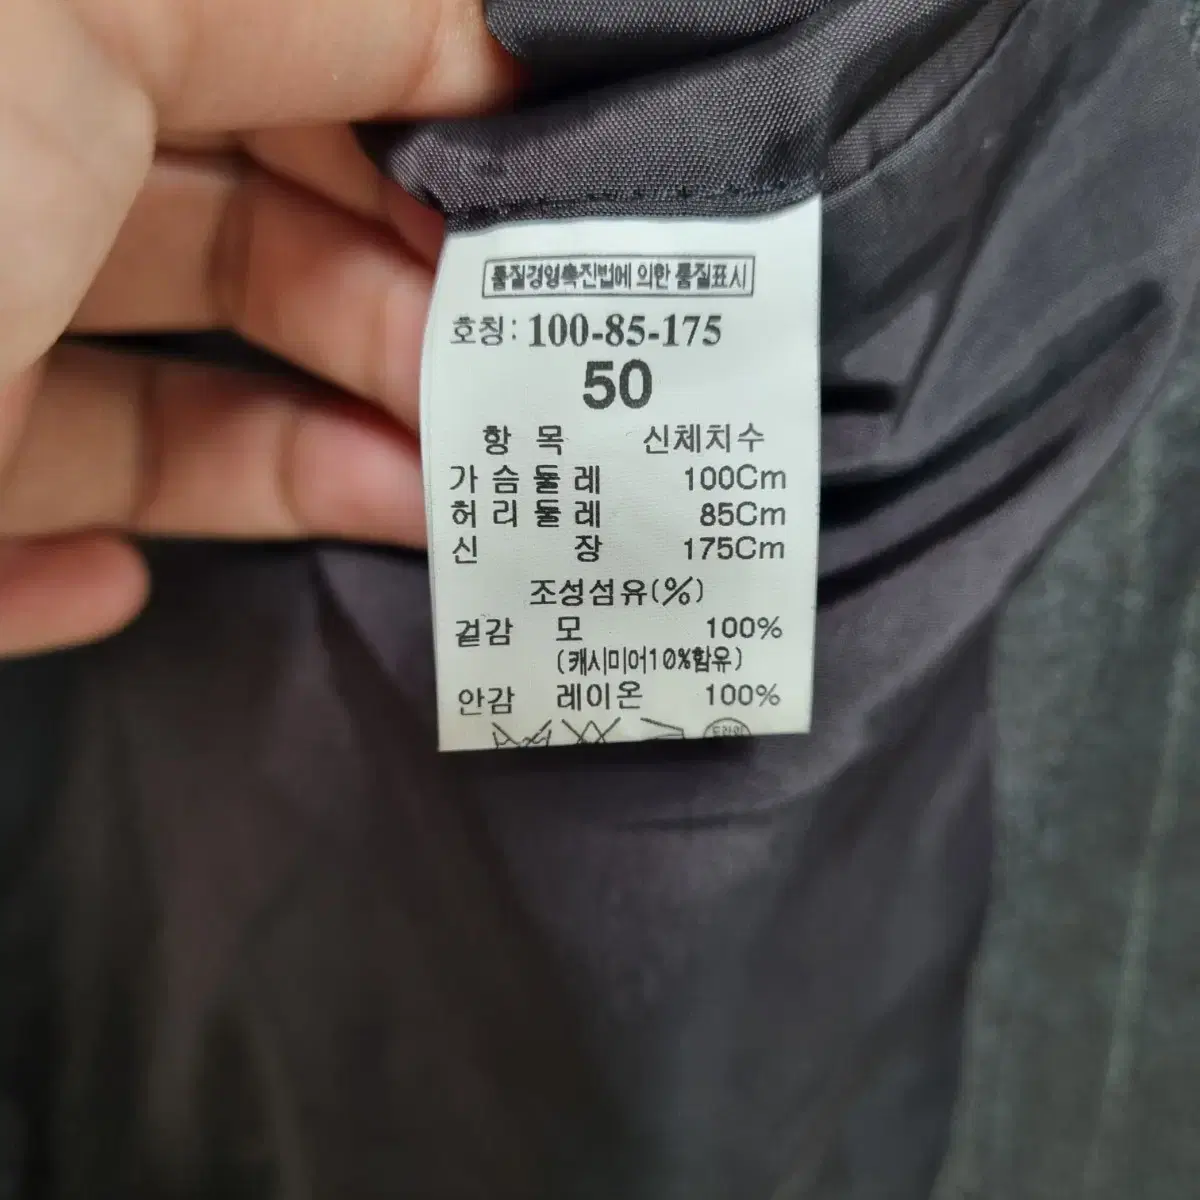 품질경영촉진법에 의한 품질표시
호칭: 100-85-175
50
항 목 신체치수
가 슴 둘 레 100Cm
허 리 둘 레 85Cm
신 장 175Cm
조성섬유(%)
겉감 모 100%
(캐시미어10%함유)
안감 레이온 100%
드라이